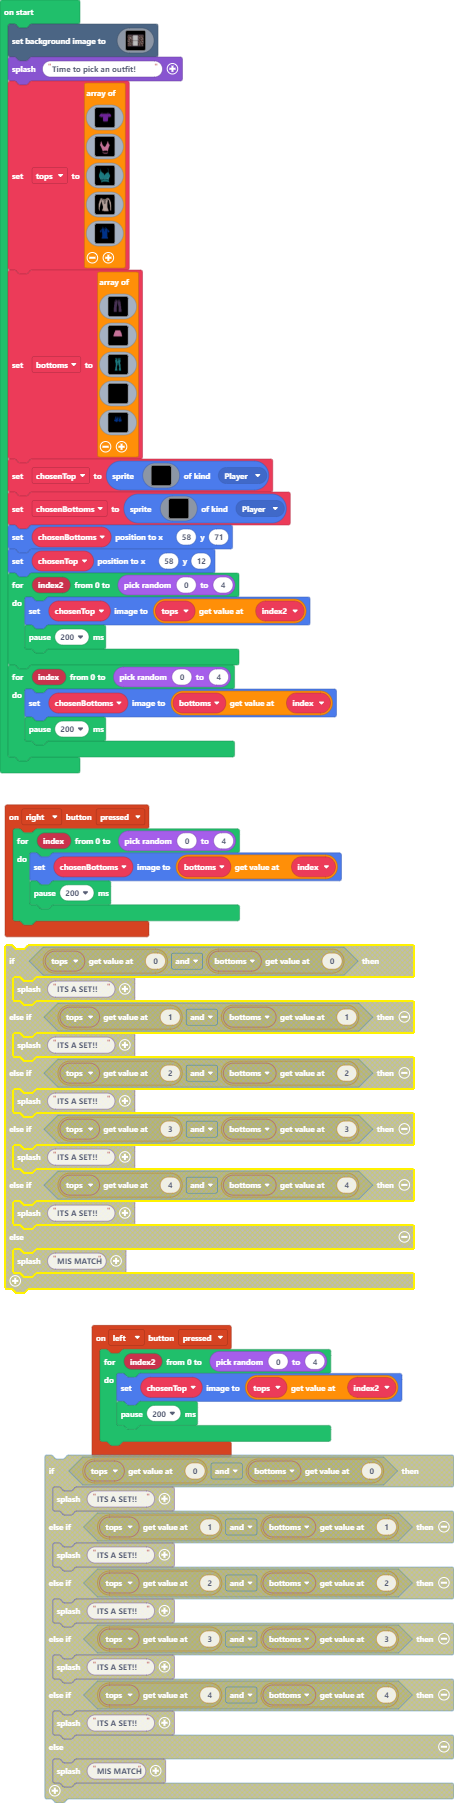 on start
set background image to
splash "Time to pick an outfit!"
array of
set tops to
array of
set bottoms to
set chosenTop to sprite of kind Player
set chosenBottoms to sprite of kind Player
set chosenBottoms position to x 58 y 71
set chosenTop position to x 58 y 12
for index2 from 0 to pick random 0 to 4
do set chosenTop image to tops get value at index2
pause 200 ms
for index from 0 to pick random 0 to 4
do set chosenBottoms image to bottoms get value at index
pause 200 ms
on right button pressed
for index from 0 to pick random 0 to 4
do set chosenBottoms image to bottoms get value at index
pause 200 ms
if tops get value at 0 and bottoms get value at 0 then
splash "ITS A SET!!"
else if tops get value at 1 and bottoms get value at 1 then
splash "ITS A SET!!"
else if tops get value at 2 and bottoms get value at 2 then
splash "ITS A SET!!"
else if tops get value at 3 and bottoms get value at 3 then
splash "ITS A SET!!"
else if tops get value at 4 and bottoms get value at 4 then
splash "ITS A SET!!"
else
splash "MIS MATCH"
on left button pressed
for index2 from 0 to pick random 0 to 4
do set chosenTop image to tops get value at index2
pause 200 ms
if tops get value at 0 and bottoms get value at 0 then
splash "ITS A SET!!"
else if tops get value at 1 and bottoms get value at 1 then
splash "ITS A SET!!"
else if tops get value at 2 and bottoms get value at 2 then
splash "ITS A SET!!"
else if tops get value at 3 and bottoms get value at 3 then
splash "ITS A SET!!"
else if tops get value at 4 and bottoms get value at 4 then
splash "ITS A SET!!"
else
splash "MIS MATCH"